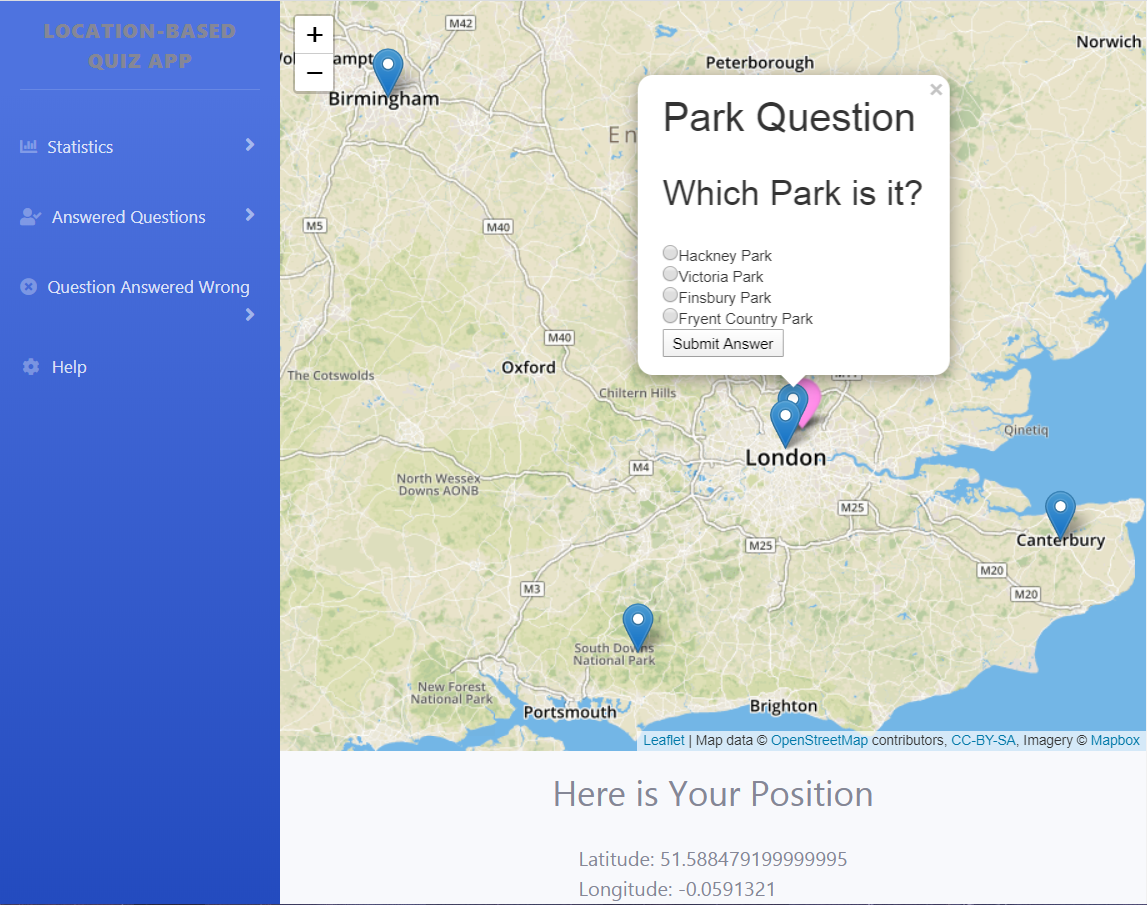 LOCATION-BASED
QUIZ APP
Statistics
Answered Questions
Question Answered Wrong
Help
+
−
M42
Norwich
Peterborough
Birmingham
×
Park Question
Which Park is it?
Hackney Park
Victoria Park
Finsbury Park
Fryent Country Park
Submit Answer
M5
M40
M40
Oxford
The Cotswolds
Chiltern Hills
Qinetiq
London
M4
North Wessex
Downs AONB
M25
M25
Canterbury
M20
M20
M3
South Downs
National Park
New Forest
National Park
Portsmouth
Brighton
Leaflet | Map data © OpenStreetMap contributors, CC-BY-SA, Imagery © Mapbox
Here is Your Position
Latitude: 51.588479199999995
Longitude: -0.0591321